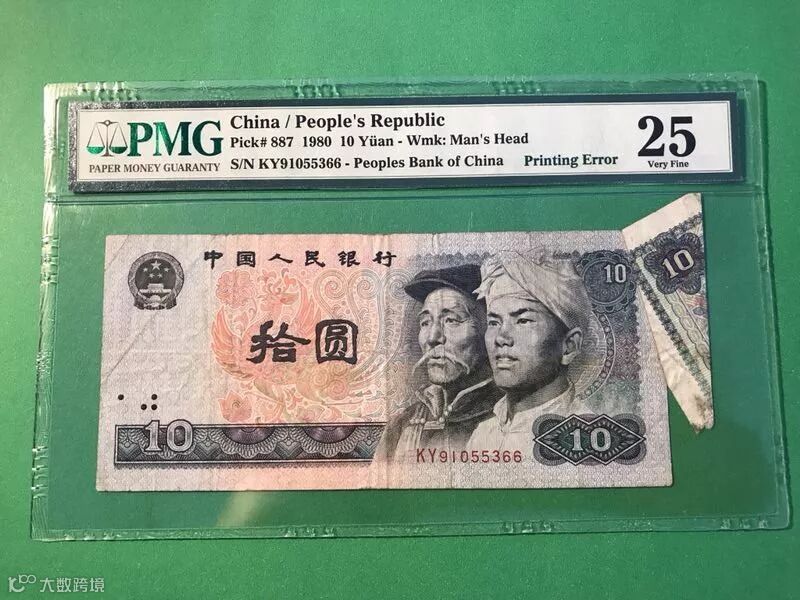 PMG
PAPER MONEY GUARANTY
China / People's Republic
Pick# 887 1980 10 Yüan - Wmk: Man's Head
S/N KY91055366 - Peoples Bank of China Printing Error
25
Very Fine
中国人民银行
10
10
拾圆
10
KY91055366
10
大数跨境